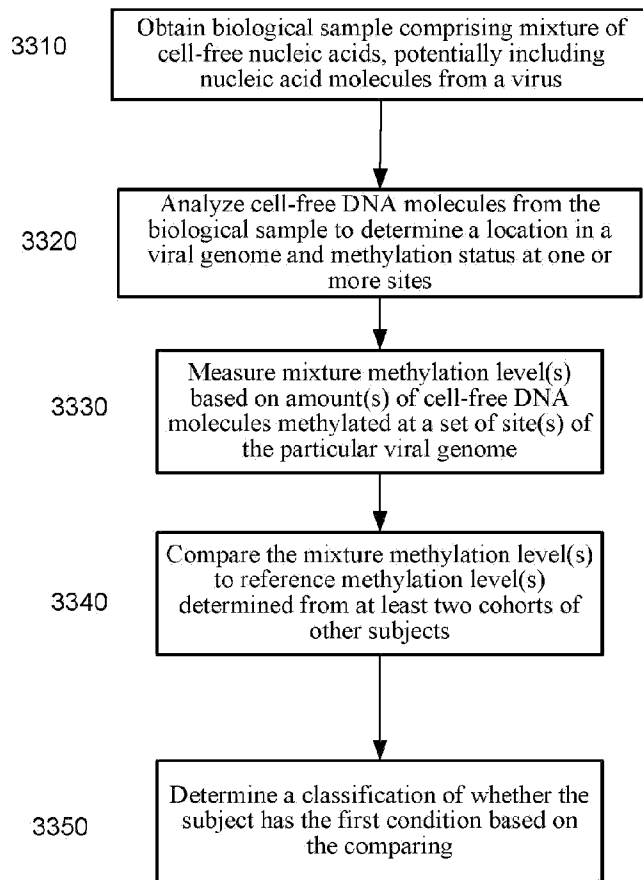 3310
Obtain biological sample comprising mixture of
cell-free nucleic acids, potentially including
nucleic acid molecules from a virus
3320
Analyze cell-free DNA molecules from the
biological sample to determine a location in a
viral genome and methylation status at one or
more sites
3330
Measure mixture methylation level(s)
based on amount(s) of cell-free DNA
molecules methylated at a set of site(s) of
the particular viral genome
3340
Compare the mixture methylation level(s)
to reference methylation level(s)
determined from at least two cohorts of
other subjects
3350
Determine a classification of whether the
subject has the first condition based on
the comparing